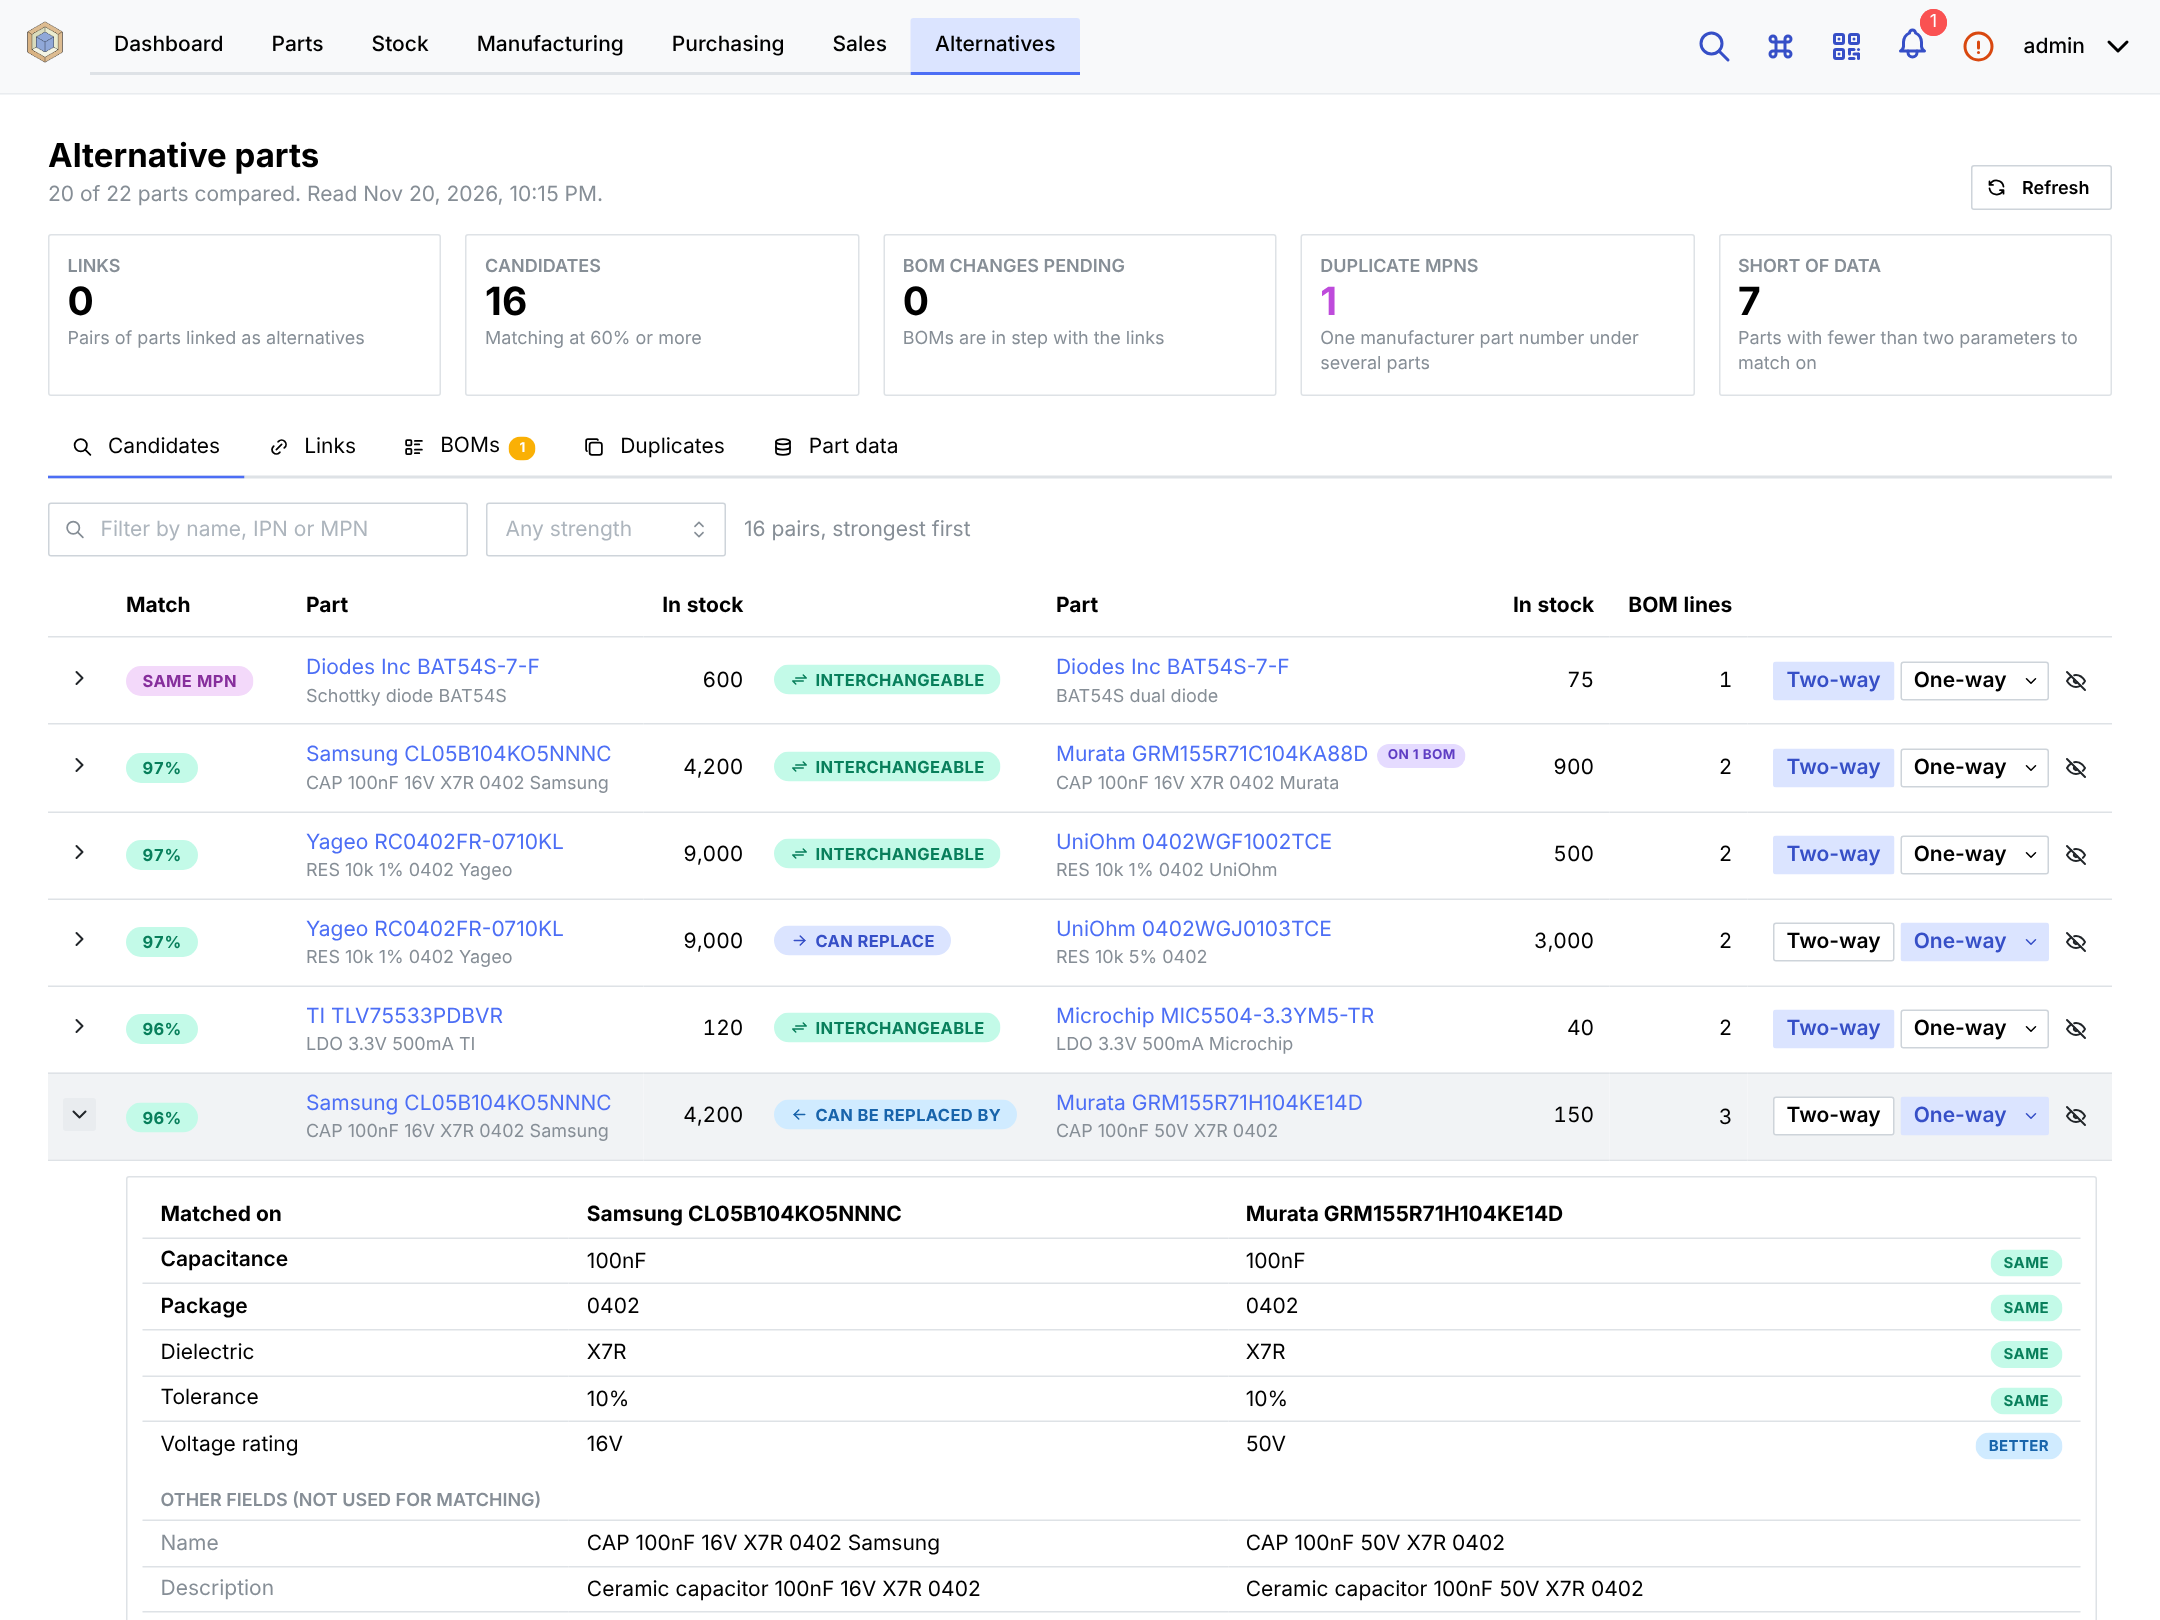 Dashboard Parts Stock Manufacturing Purchasing Sales Alternatives 1 admin
Alternative parts
20 of 22 parts compared. Read Nov 20, 2026, 10:15 PM.
Refresh
LINKS
0
Pairs of parts linked as alternatives
CANDIDATES
16
Matching at 60% or more
BOM CHANGES PENDING
0
BOMs are in step with the links
DUPLICATE MPNS
1
One manufacturer part number under
several parts
SHORT OF DATA
7
Parts with fewer than two parameters to
match on
Candidates Links BOMs 1 Duplicates Part data
Filter by name, IPN or MPN Any strength 16 pairs, strongest first
Match Part In stock Part In stock BOM lines
SAME MPN Diodes Inc BAT54S-7-F 600 INTERCHANGEABLE Diodes Inc BAT54S-7-F 75 1 Two-way One-way
Schottky diode BAT54S BAT54S dual diode
97% Samsung CL05B104KO5NNNC 4,200 INTERCHANGEABLE Murata GRM155R71C104KA88D ON 1 BOM 900 2 Two-way One-way
CAP 100nF 16V X7R 0402 Samsung CAP 100nF 16V X7R 0402 Murata
97% Yageo RC0402FR-0710KL 9,000 INTERCHANGEABLE UniOhm 0402WGF1002TCE 500 2 Two-way One-way
RES 10k 1% 0402 Yageo RES 10k 1% 0402 UniOhm
97% Yageo RC0402FR-0710KL 9,000 CAN REPLACE UniOhm 0402WGJ0103TCE 3,000 2 Two-way One-way
RES 10k 1% 0402 Yageo RES 10k 5% 0402
96% TI TLV75533PDBVR 120 INTERCHANGEABLE Microchip MIC5504-3.3YM5-TR 40 2 Two-way One-way
LDO 3.3V 500mA TI LDO 3.3V 500mA Microchip
96% Samsung CL05B104KO5NNNC 4,200 CAN BE REPLACED BY Murata GRM155R71H104KE14D 150 3 Two-way One-way
CAP 100nF 16V X7R 0402 Samsung CAP 100nF 50V X7R 0402
Matched on Samsung CL05B104KO5NNNC Murata GRM155R71H104KE14D
Capacitance 100nF 100nF SAME
Package 0402 0402 SAME
Dielectric X7R X7R SAME
Tolerance 10% 10% SAME
Voltage rating 16V 50V BETTER
OTHER FIELDS (NOT USED FOR MATCHING)
Name CAP 100nF 16V X7R 0402 Samsung CAP 100nF 50V X7R 0402
Description Ceramic capacitor 100nF 16V X7R 0402 Ceramic capacitor 100nF 50V X7R 0402